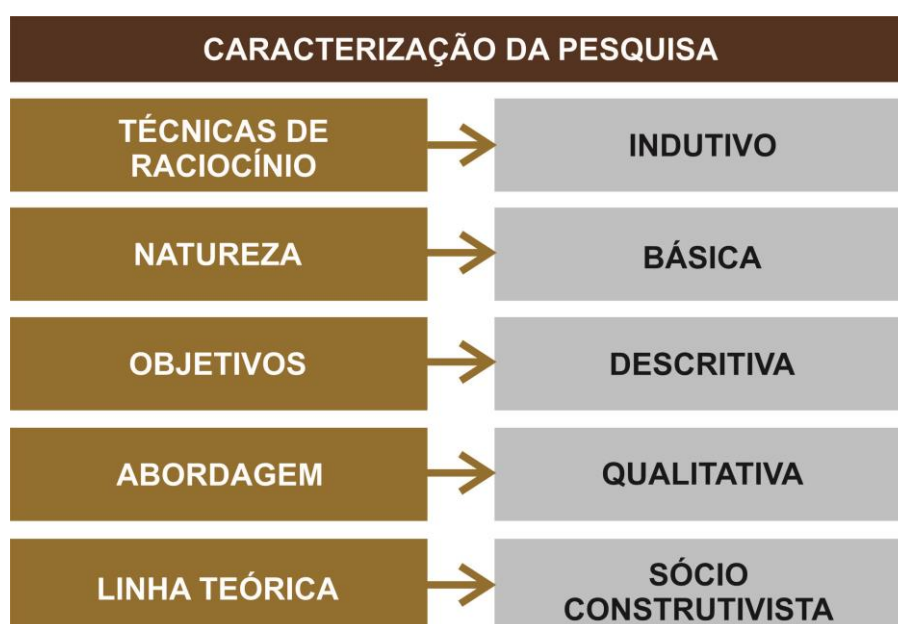 CARACTERIZAÇÃO DA PESQUISA
TÉCNICAS DE
RACIOCÍNIO
INDUTIVO
NATUREZA
BÁSICA
OBJETIVOS
DESCRITIVA
ABORDAGEM
QUALITATIVA
LINHA TEÓRICA
SÓCIO
CONSTRUTIVISTA